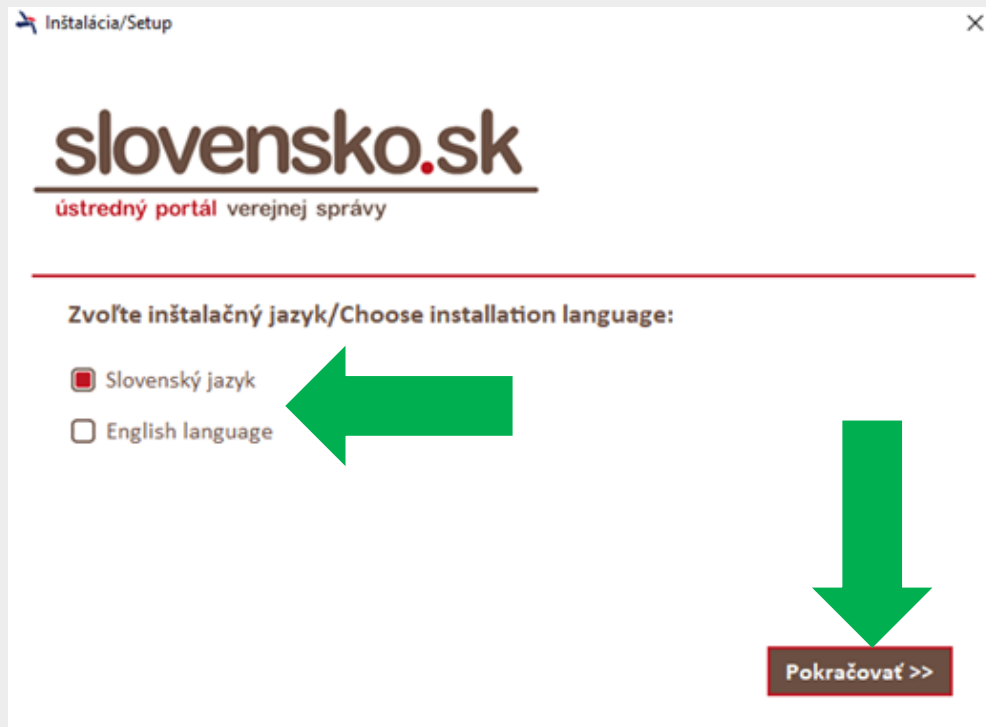 Inštalácia/Setup
slovensko.sk
ústredný portál verejnej správy
Zvoľte inštalačný jazyk/Choose installation language:
Slovenský jazyk
English language
Pokračovať >>